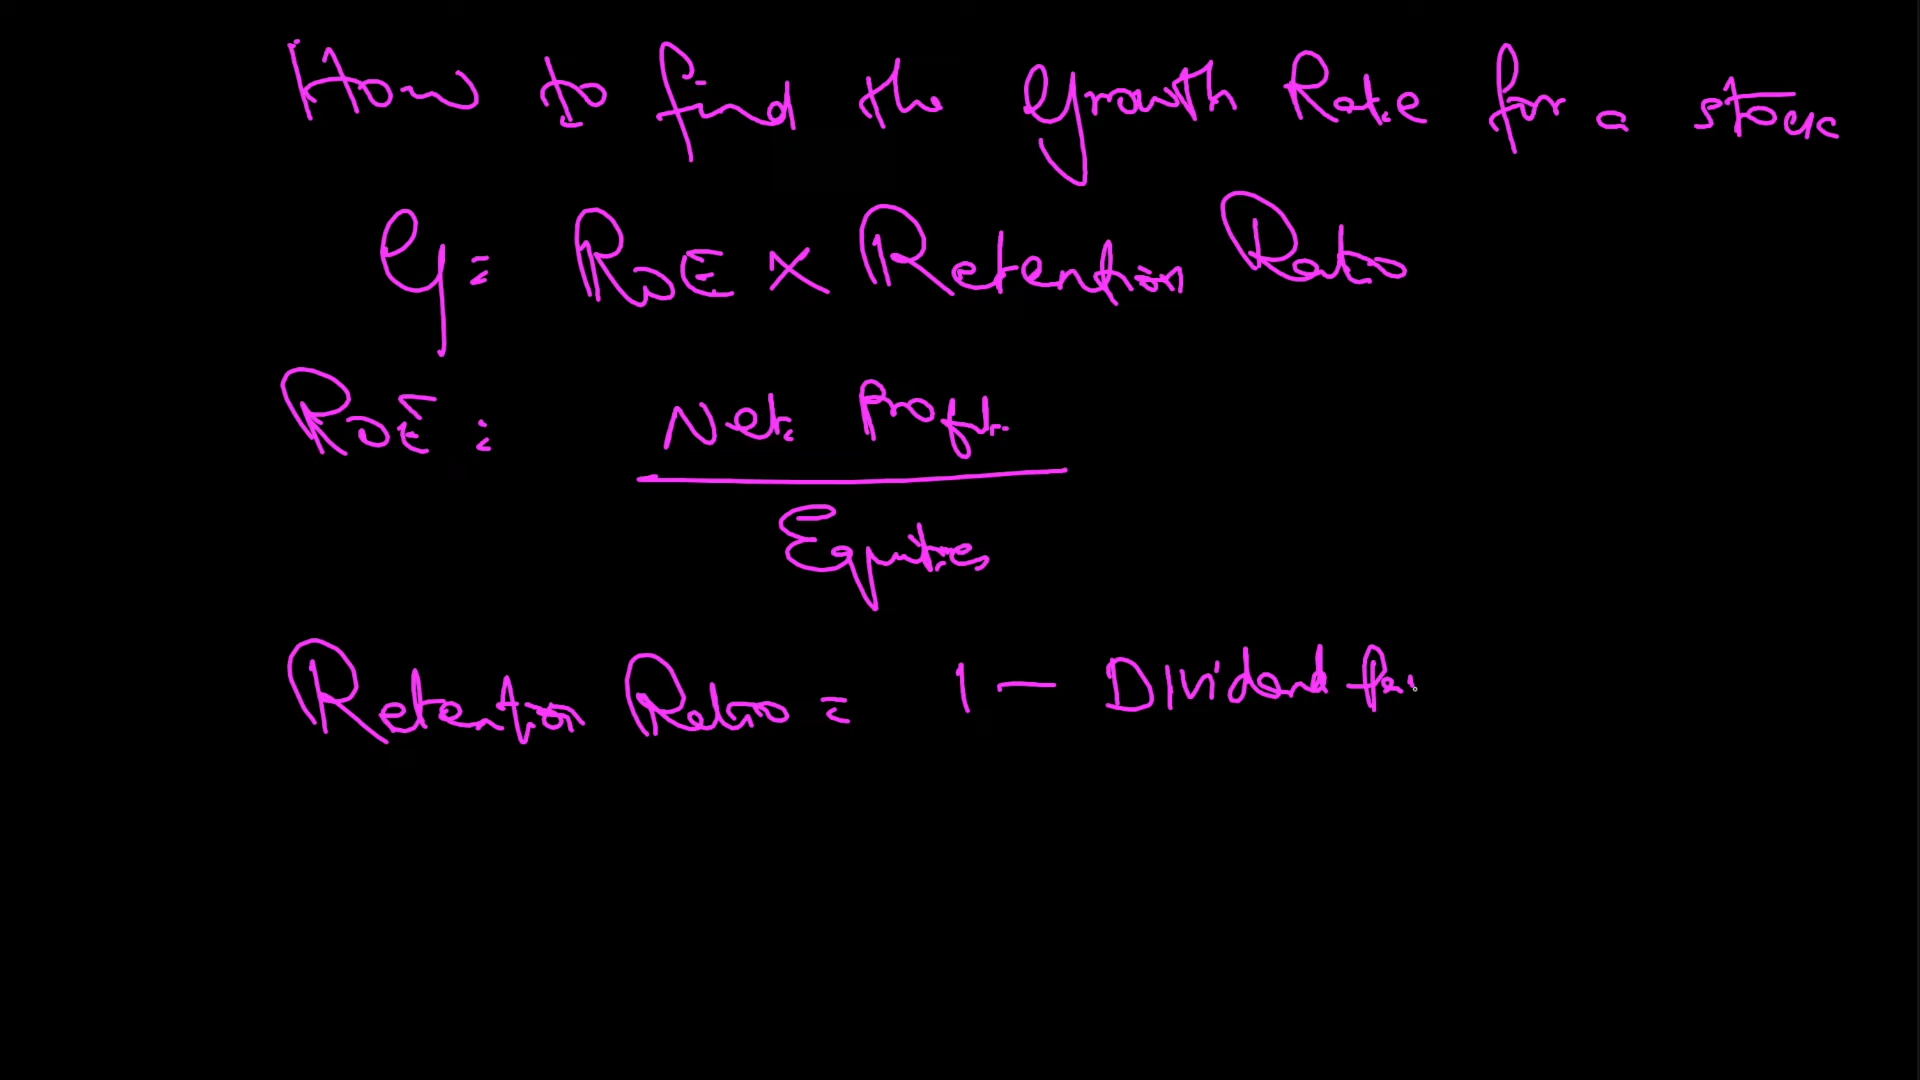 How to find the Growth Rate for a stock
G = ROE X Retention Ratio
ROE = Net Profit
Equities
Retention Ratio = 1 - Dividend Pa